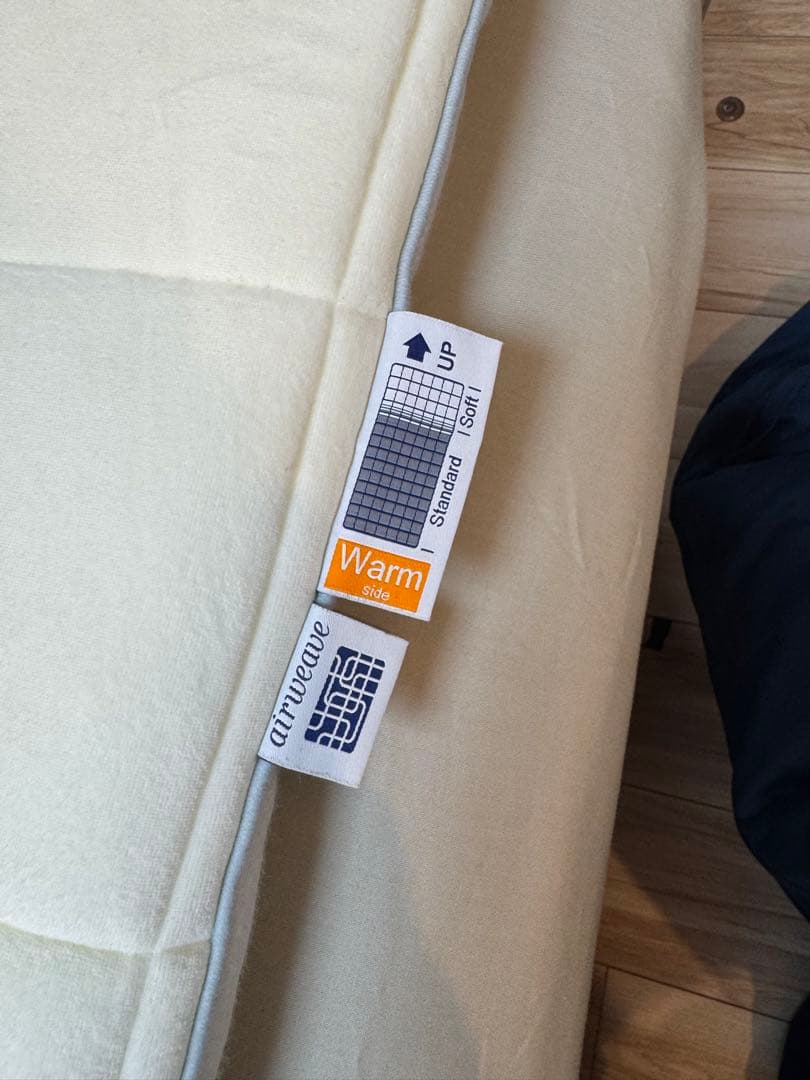 UP
| Soft |
| Standard
Warm
side
airweave